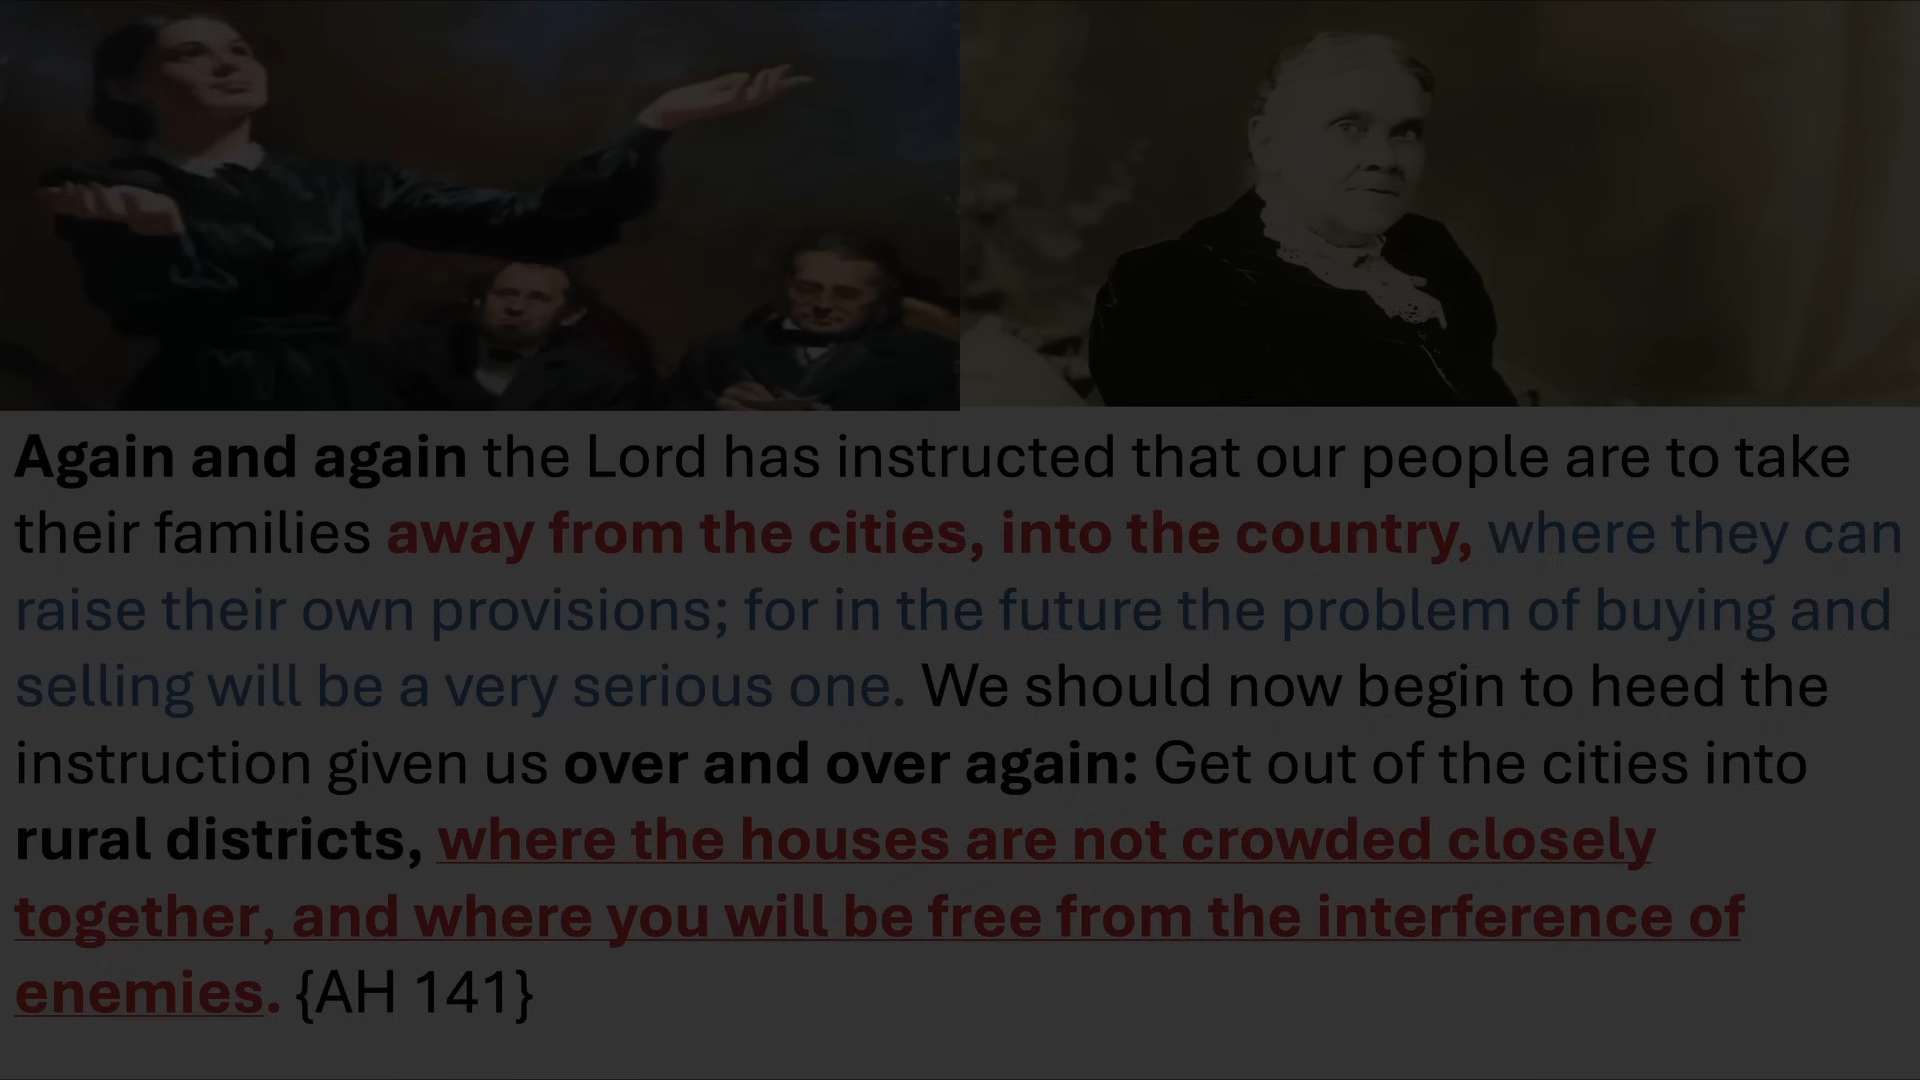 Again and again the Lord has instructed that our people are to take
their families away from the cities, into the country, where they can
raise their own provisions; for in the future the problem of buying and
selling will be a very serious one. We should now begin to heed the
instruction given us over and over again: Get out of the cities into
rural districts, where the houses are not crowded closely
together, and where you will be free from the interference of
enemies. {AH 141}